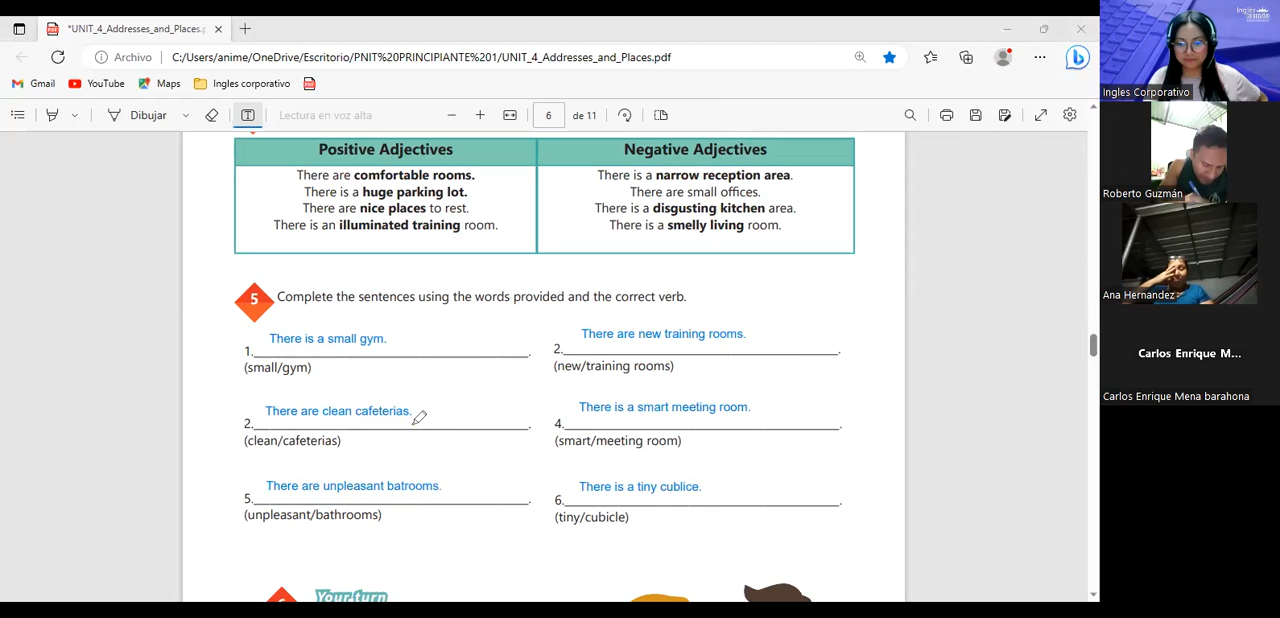 *UNIT_4_Addresses_and_Places.p
Archivo C:/Users/anime/OneDrive/Escritorio/PNIT%20PRINCIPIANTE%201/UNIT_4_Addresses_and_Places.pdf
Gmail YouTube Maps Ingles corporativo
Dibujar Lectura en voz alta 6 de 11
Positive Adjectives
There are comfortable rooms.
There is a huge parking lot.
There are nice places to rest.
There is an illuminated training room.
Negative Adjectives
There is a narrow reception area.
There are small offices.
There is a disgusting kitchen area.
There is a smelly living room.
5 Complete the sentences using the words provided and the correct verb.
There is a small gym.
1. .
(small/gym)
There are new training rooms.
2. .
(new/training rooms)
There are clean cafeterias.
2. .
(clean/cafeterias)
There is a smart meeting room.
4. .
(smart/meeting room)
There are unpleasant batrooms.
5. .
(unpleasant/bathrooms)
There is a tiny cublice.
6. .
(tiny/cubicle)
Your turn
Ingles Corporativo
Roberto Guzmán
Ana Hernandez
Carlos Enrique M...
Carlos Enrique Mena barahona